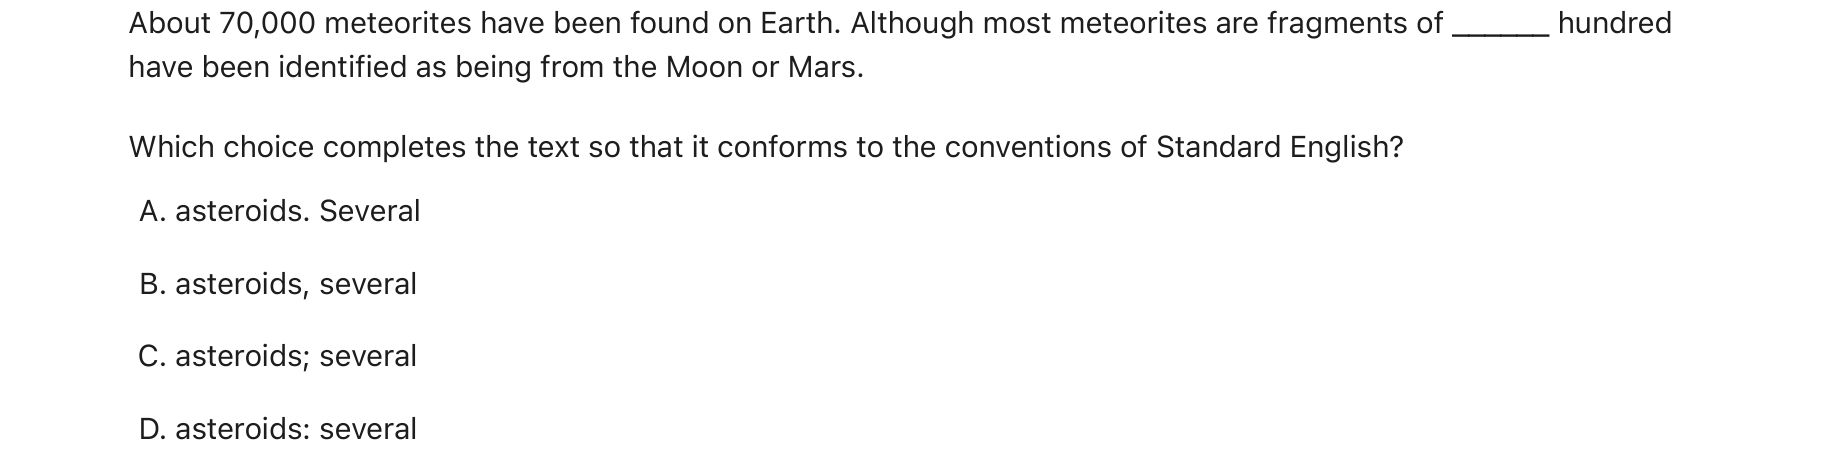 About 70,000 meteorites have been found on Earth. Although most meteorites are fragments of ______ hundred
have been identified as being from the Moon or Mars.
Which choice completes the text so that it conforms to the conventions of Standard English?
A. asteroids. Several
B. asteroids, several
C. asteroids; several
D. asteroids: several